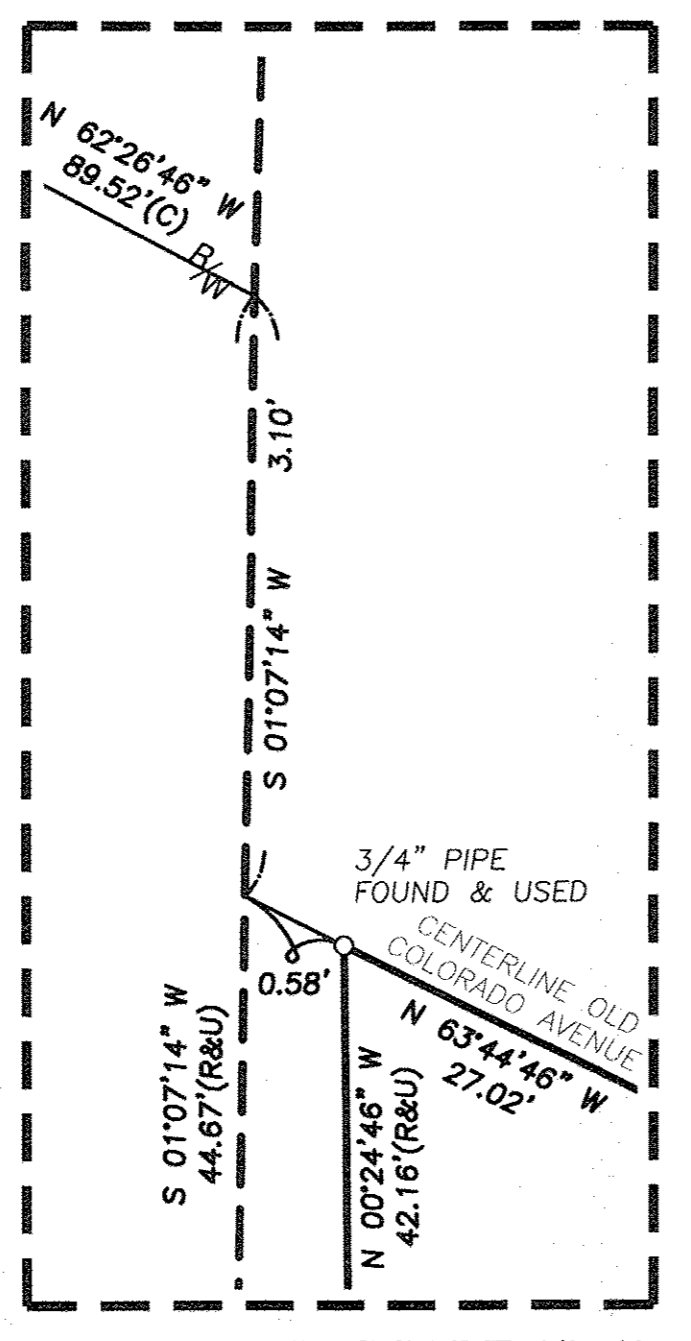 N 62°26'46" W
89.52'(C)
R/W
3.10'
S 01°07'14" W
3/4" PIPE
FOUND & USED
CENTERLINE OLD
COLORADO AVENUE
0.58'
N 63°44'46" W
27.02'
S 01°07'14" W
44.67'(R&U)
N 00°24'46" W
42.16'(R&U)